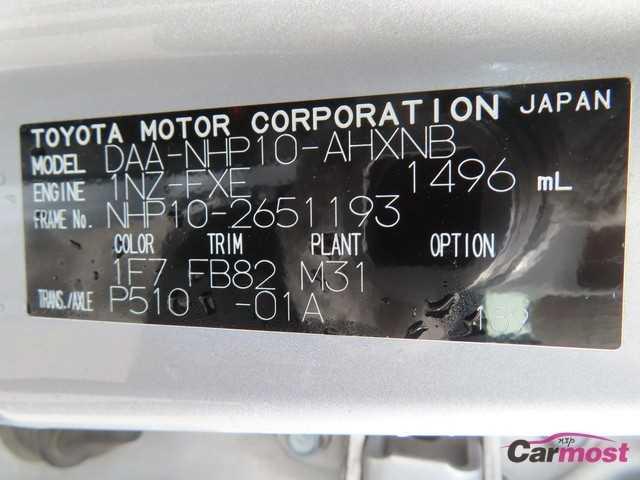 TOYOTA MOTOR CORPORATION JAPAN
MODEL DAA-NHP10-AHXNB
ENGINE 1NZ-FXE 1496 mL
FRAME No. NHP10-2651193
COLOR TRIM PLANT OPTION
1F7 FB82 M31
TRANS./AXLE P510 -01A
nxp
Carmost